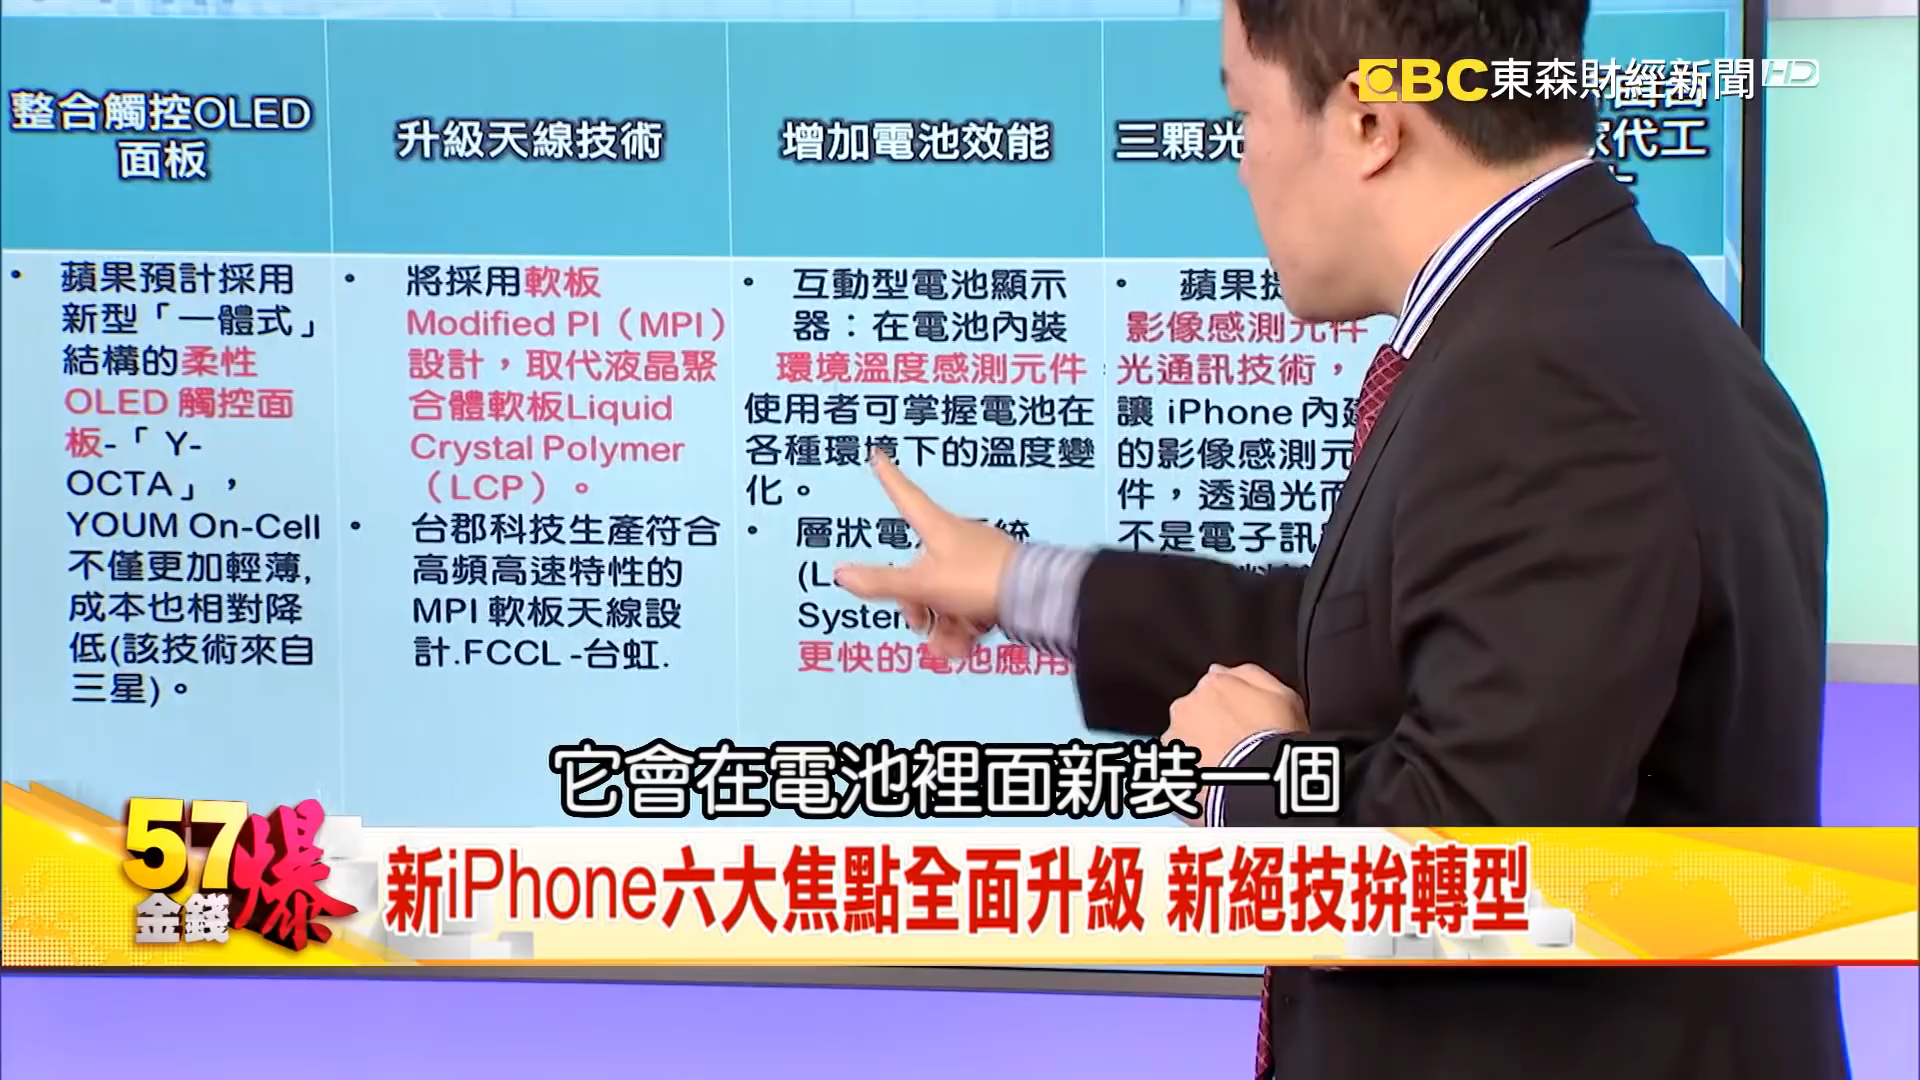 EBC東森財經新聞HD
整合觸控OLED
面板
升級天線技術
增加電池效能
三顆光
代工
• 蘋果預計採用
新型「一體式」
結構的柔性
OLED 觸控面
板-「 Y-
OCTA」，
YOUM On-Cell
不僅更加輕薄,
成本也相對降
低(該技術來自
三星)。
• 將採用軟板
Modified PI（MPI）
設計，取代液晶聚
合體軟板Liquid
Crystal Polymer
（LCP）。
• 台郡科技生產符合
高頻高速特性的
MPI 軟板天線設
計.FCCL -台虹.
• 互動型電池顯示
器：在電池內裝
環境溫度感測元件
使用者可掌握電池在
各種環境下的溫度變
化。
• 層狀電 統
(L
System
更快的電池應用
• 蘋果
影像感測元件
光通訊技術，
讓 iPhone 內
的影像感測元
件，透過光而
不是電子訊
它會在電池裡面新裝一個
57
金錢爆
新iPhone六大焦點全面升級 新絕技拚轉型